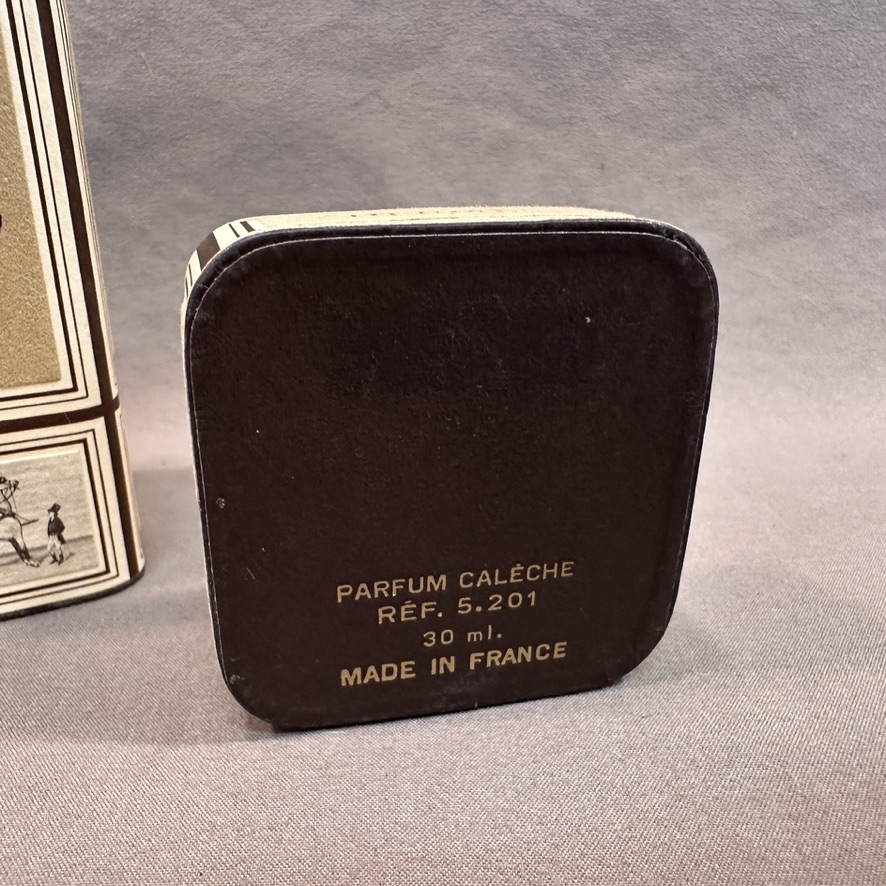 PARFUM CALÈCHE
RÉF. 5.201
30 ml.
MADE IN FRANCE